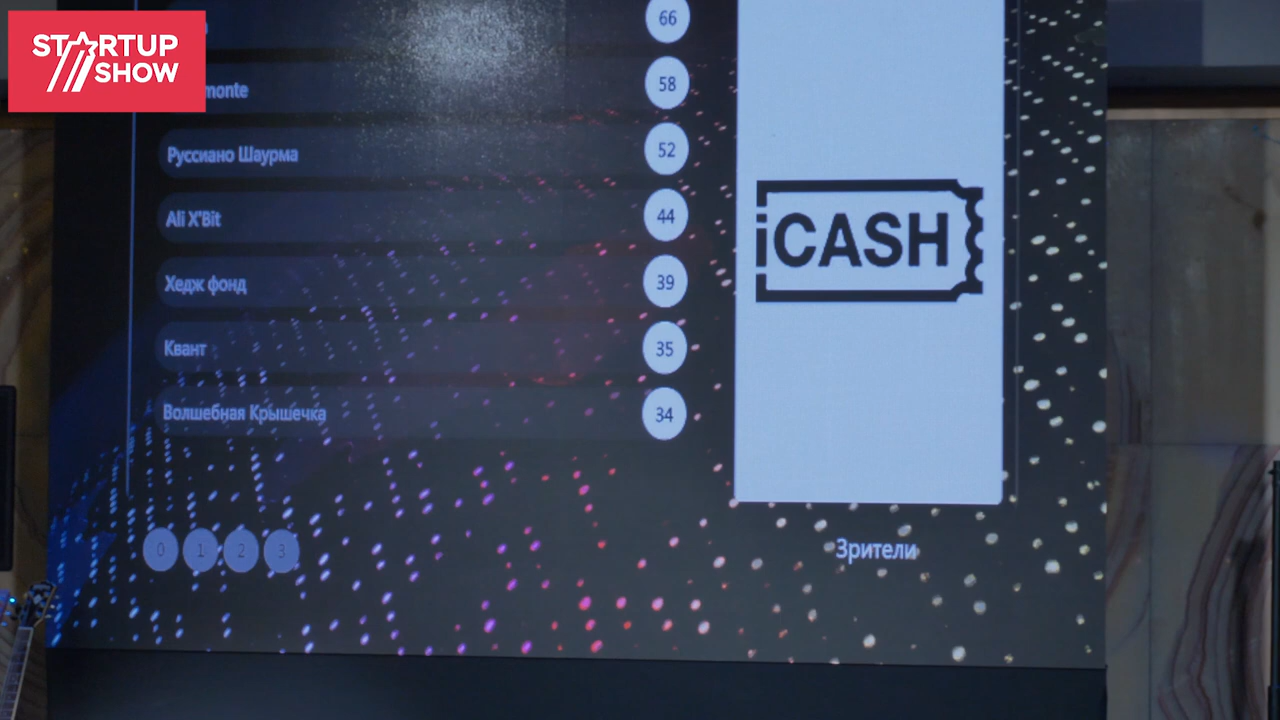 STARTUP
SHOW
66
58
Руссиано Шаурма
52
Ali X'Bit
44
Хедж фонд
39
Квант
35
Волшебная Крышечка
34
0 1 2 3
iCASH
Зрители